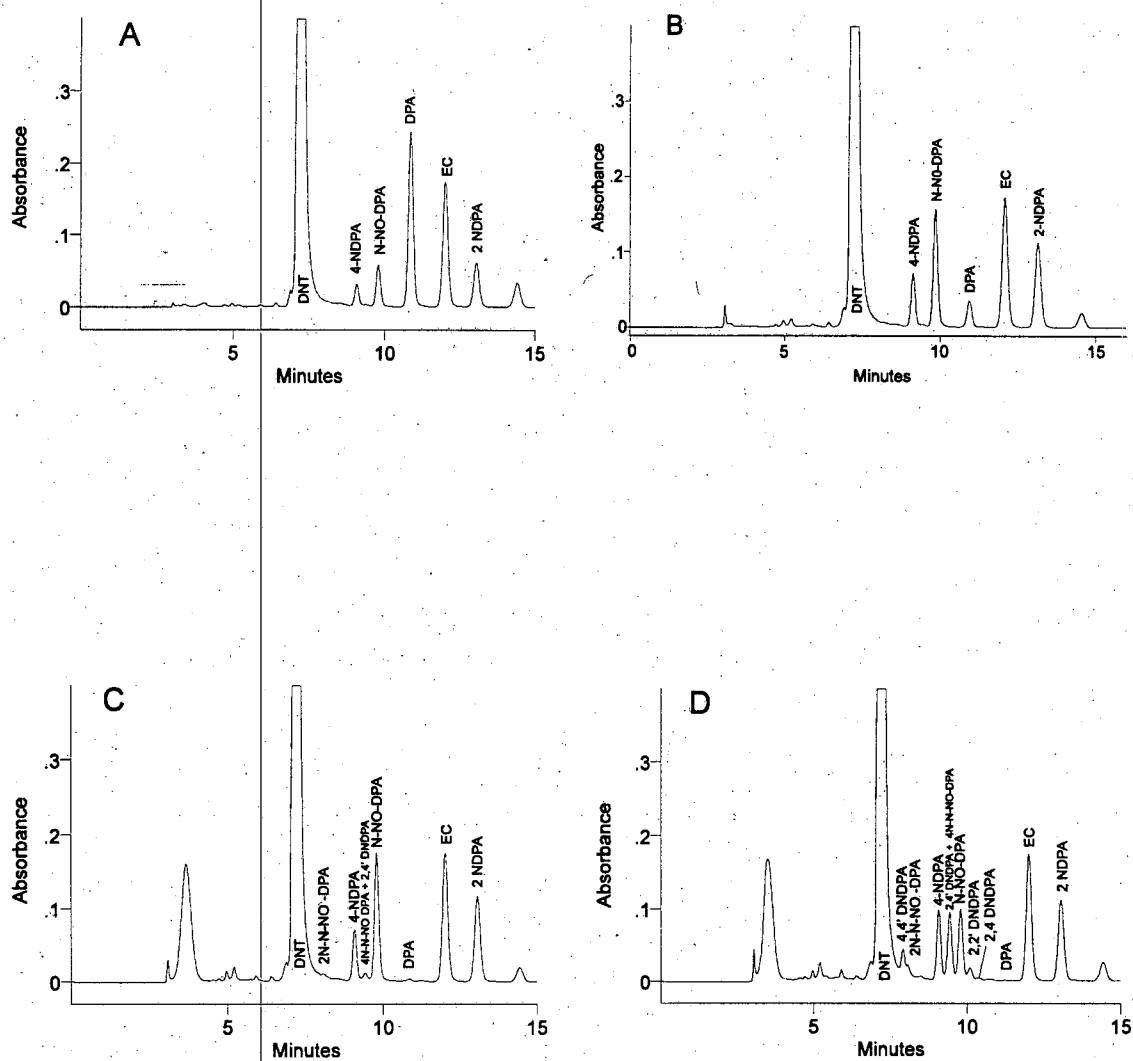 A
Absorbance
.3
.2
.1
0
DNT
4-NDPA
N-NO-DPA
DPA
EC
2 NDPA
5
10
15
Minutes
B
Absorbance
.3
.2
.1
0
DNT
4-NDPA
N-N0-DPA
DPA
EC
2-NDPA
0
5
10
15
Minutes
C
Absorbance
.3
.2
.1
0
DNT
2N-N-NO-DPA
4-NDPA
4N-N-NO DPA + 2,4' DNDPA
N-NO-DPA
DPA
EC
2 NDPA
5
10
15
Minutes
D
Absorbance
.3
.2
.1
0
DNT
4,4' DNDPA
2N-N-NO-DPA
4-NDPA
2,4' DNDPA + 4N-N-NO-DPA
N-NO-DPA
2,2' DNDPA
2,4 DNDPA
DPA
EC
2 NDPA
5
10
15
Minutes